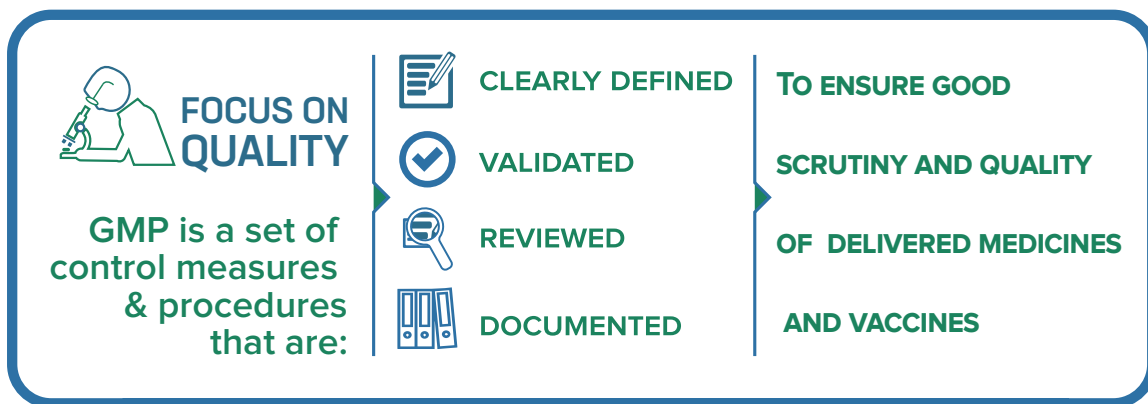 FOCUS ON
QUALITY
GMP is a set of
control measures
& procedures
that are:
CLEARLY DEFINED
VALIDATED
REVIEWED
DOCUMENTED
TO ENSURE GOOD
SCRUTINY AND QUALITY
OF DELIVERED MEDICINES
AND VACCINES